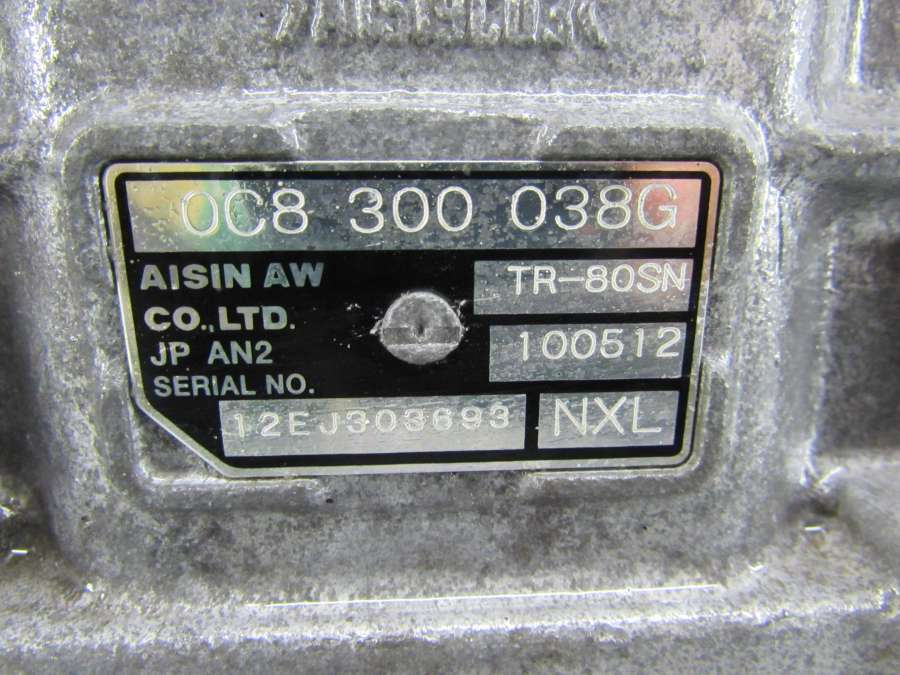 0C8 300 038G
AISIN AW TR-80SN
CO.,LTD.
JP AN2 100512
SERIAL NO.
12EJ303693 NXL